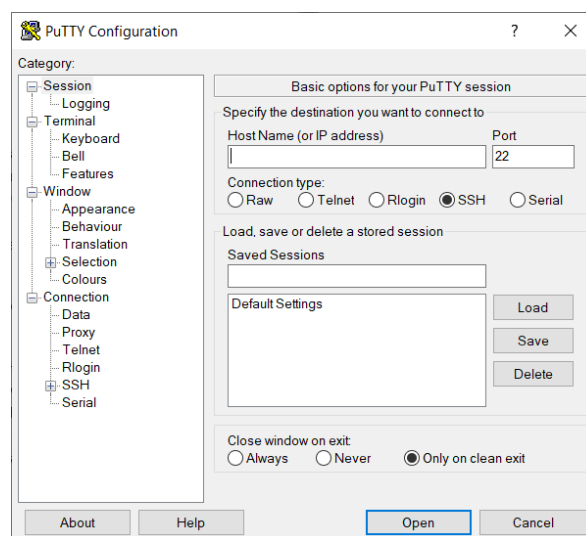 PuTTY Configuration
? 
Category:
Session
Logging
Terminal
Keyboard
Bell
Features
Window
Appearance
Behaviour
Translation
Selection
Colours
Connection
Data
Proxy
Telnet
Rlogin
SSH
Serial
Basic options for your PuTTY session
Specify the destination you want to connect to
Host Name (or IP address) Port
22
Connection type:
Raw Telnet Rlogin SSH Serial
Load, save or delete a stored session
Saved Sessions
Default Settings
Load
Save
Delete
Close window on exit:
Always Never Only on clean exit
About Help Open Cancel